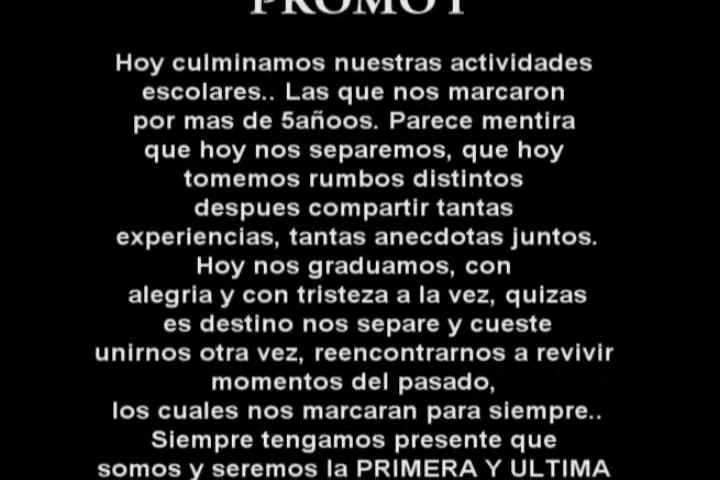 PROMO I
Hoy culminamos nuestras actividades
escolares.. Las que nos marcaron
por mas de 5añoos. Parece mentira
que hoy nos separemos, que hoy
tomemos rumbos distintos
despues compartir tantas
experiencias, tantas anecdotas juntos.
Hoy nos graduamos, con
alegria y con tristeza a la vez, quizas
es destino nos separe y cueste
unirnos otra vez, reencontrarnos a revivir
momentos del pasado,
los cuales nos marcaran para siempre..
Siempre tengamos presente que
somos y seremos la PRIMERA Y ULTIMA